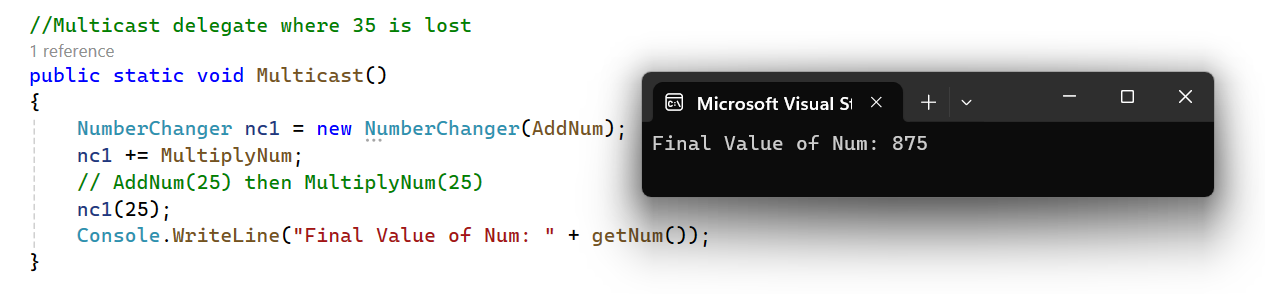 //Multicast delegate where 35 is lost
1 reference
public static void Multicast()
{
NumberChanger nc1 = new NumberChanger(AddNum);
nc1 += MultiplyNum;
// AddNum(25) then MultiplyNum(25)
nc1(25);
Console.WriteLine("Final Value of Num: " + getNum());
}
Microsoft Visual St
Final Value of Num: 875